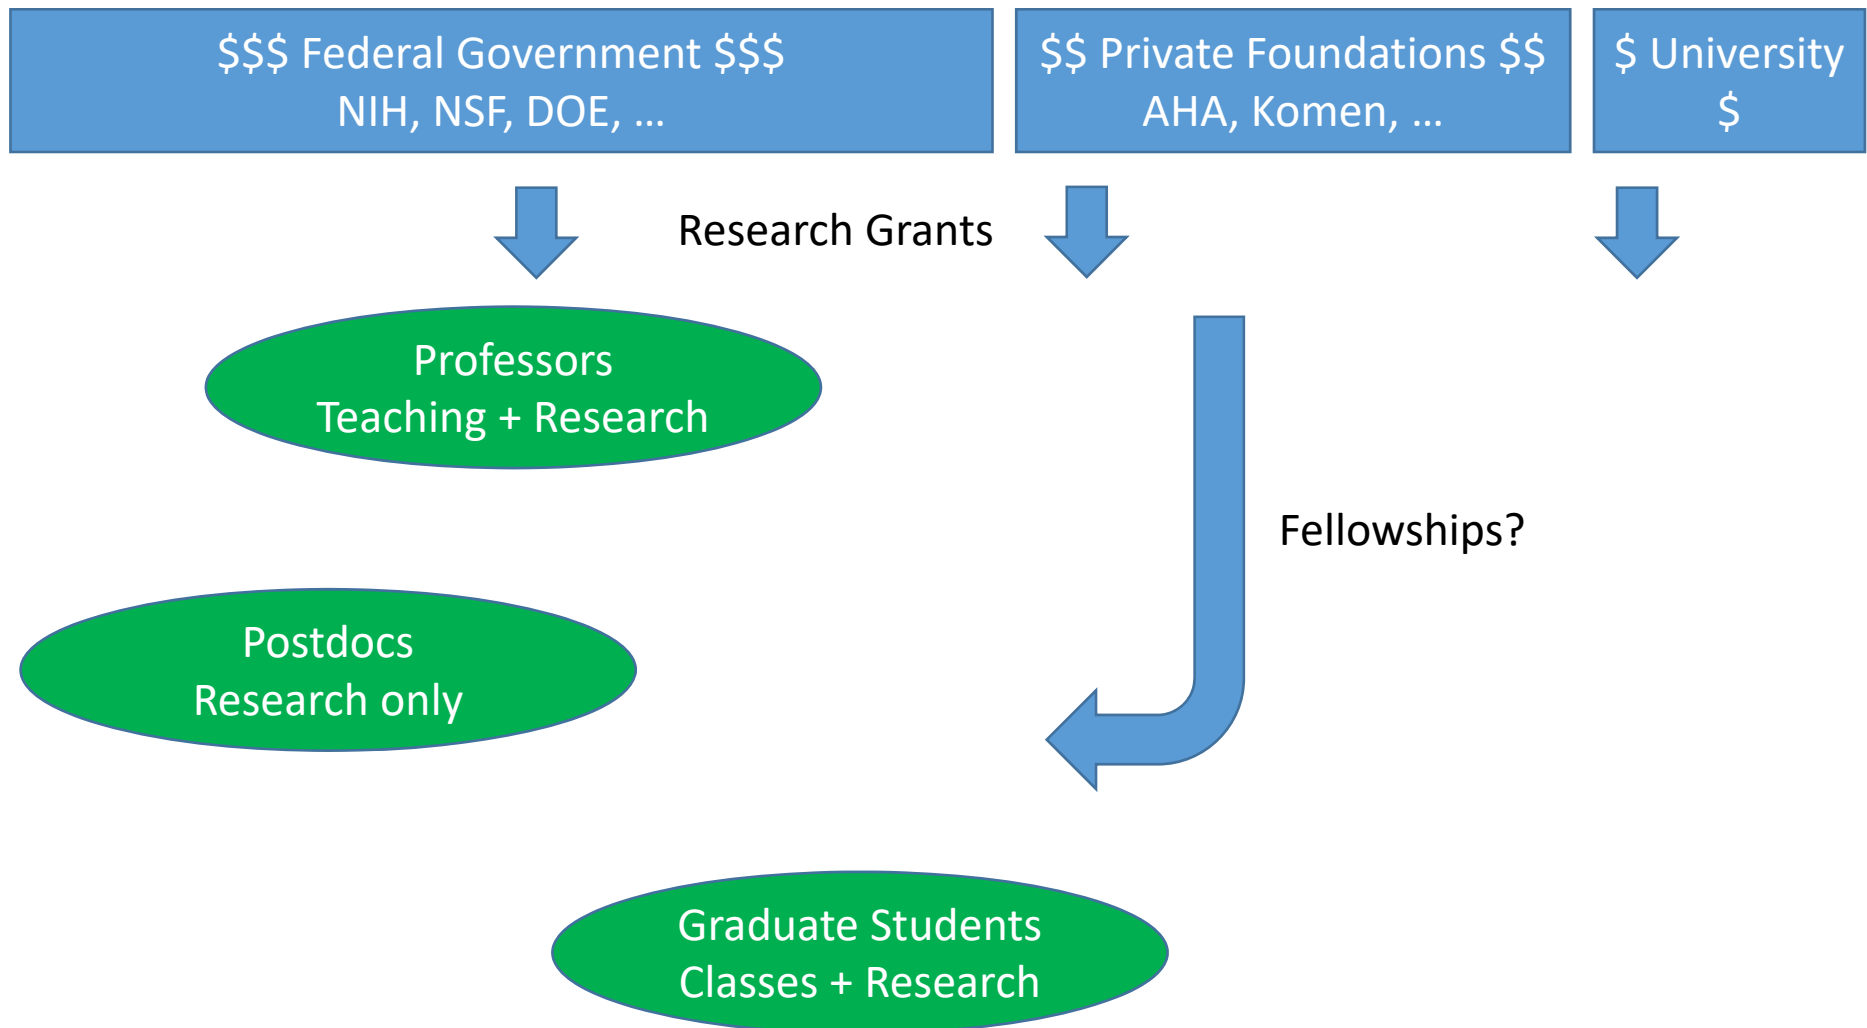 $$$ Federal Government $$$
NIH, NSF, DOE, …
$$ Private Foundations $$
AHA, Komen, …
$ University
$
Research Grants
Professors
Teaching + Research
Fellowships?
Postdocs
Research only
Graduate Students
Classes + Research